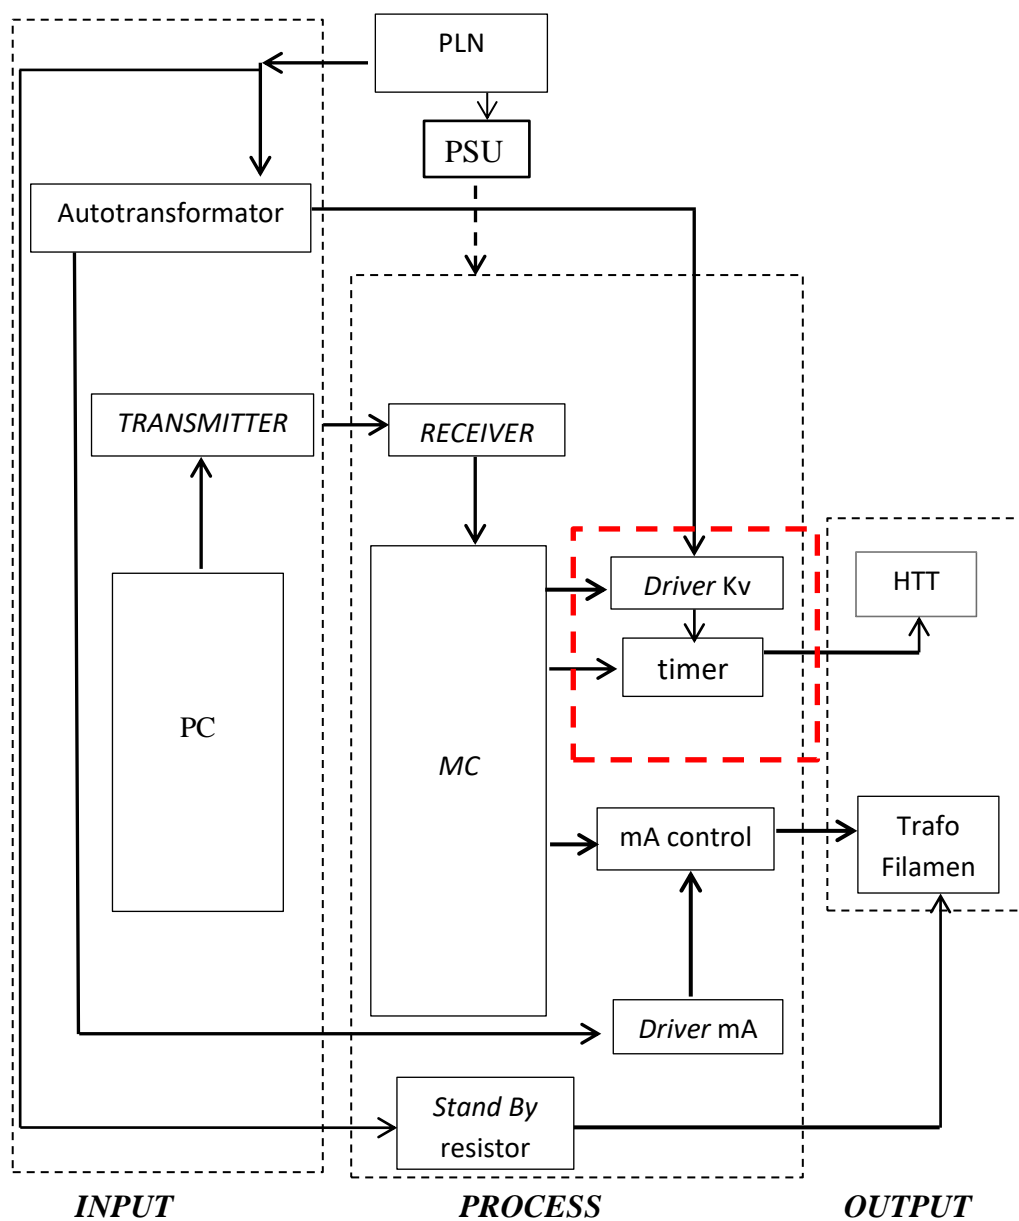 PLN
PSU
Autotransformator
TRANSMITTER
RECEIVER
Driver Kv
HTT
timer
PC
MC
mA control
Trafo
Filamen
Driver mA
Stand By
resistor
INPUT
PROCESS
OUTPUT